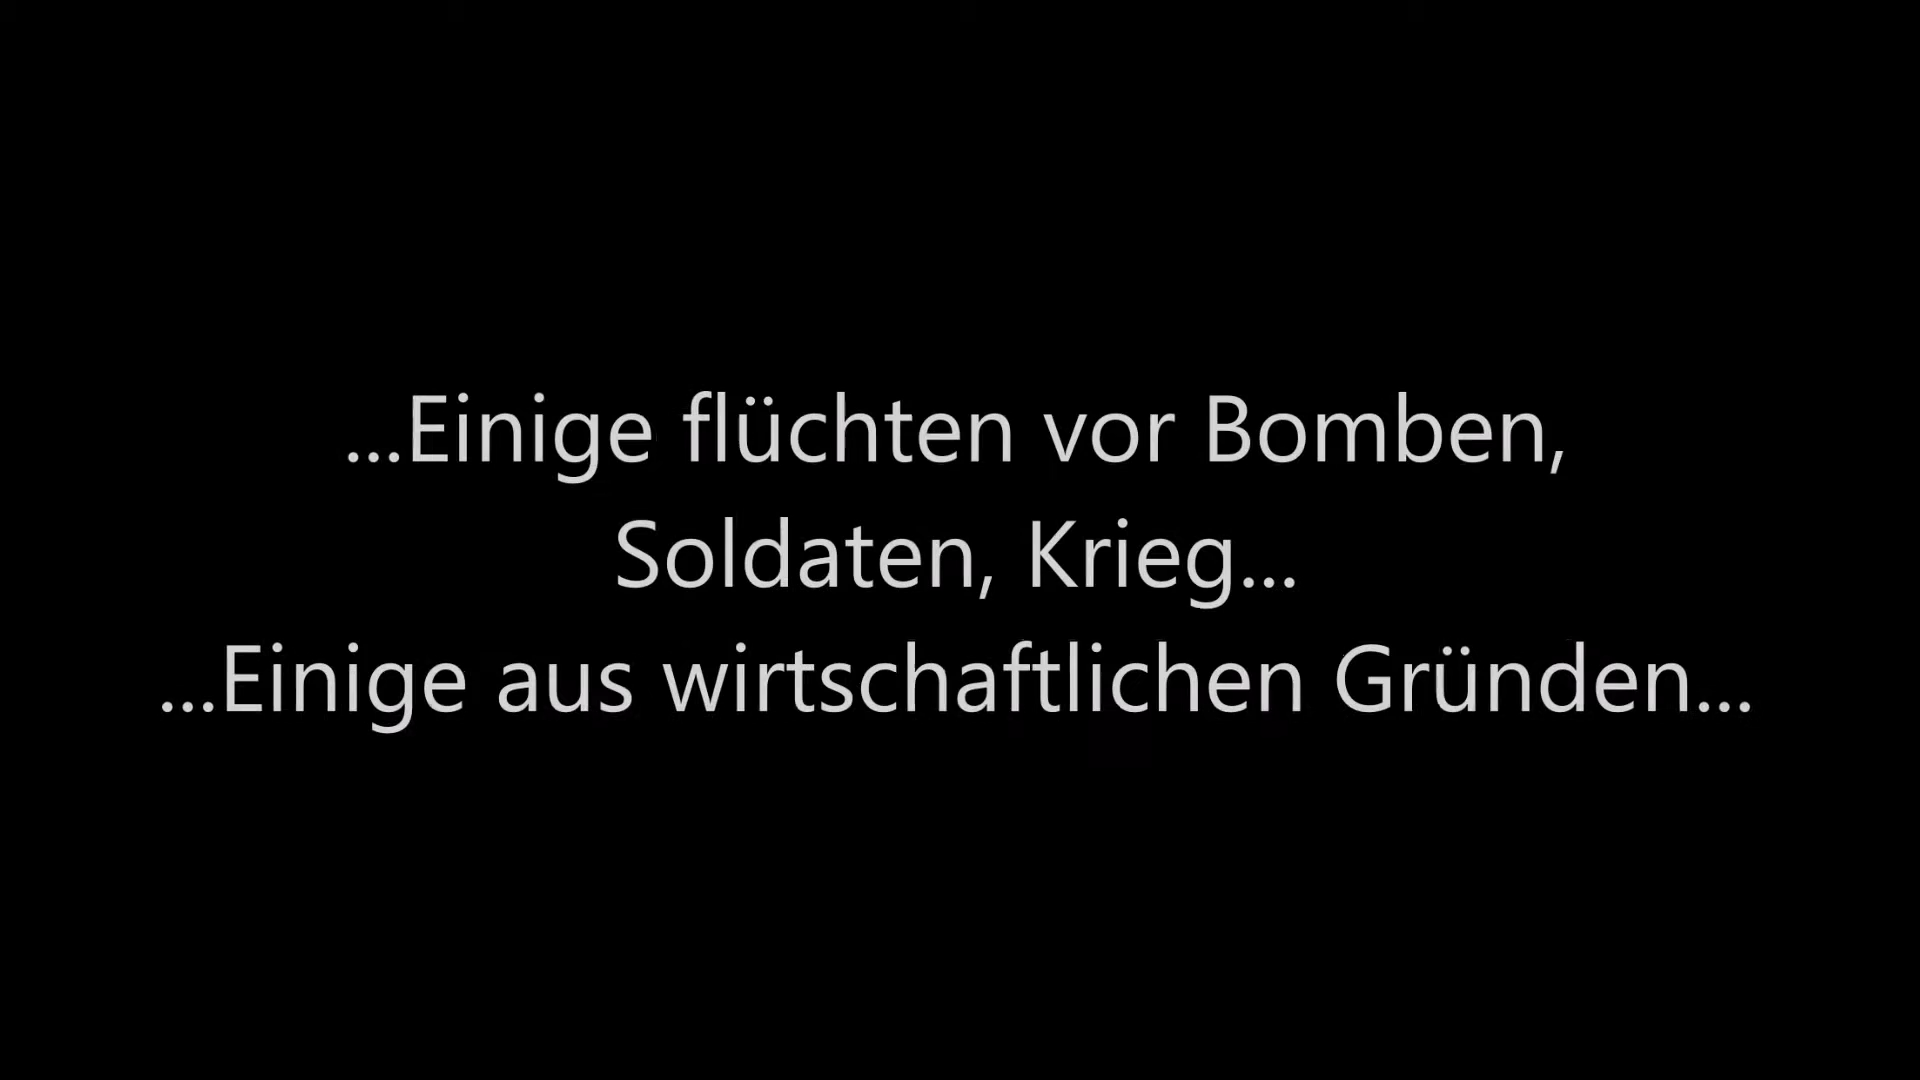 ...Einige flüchten vor Bomben,
Soldaten, Krieg...
...Einige aus wirtschaftlichen Gründen...